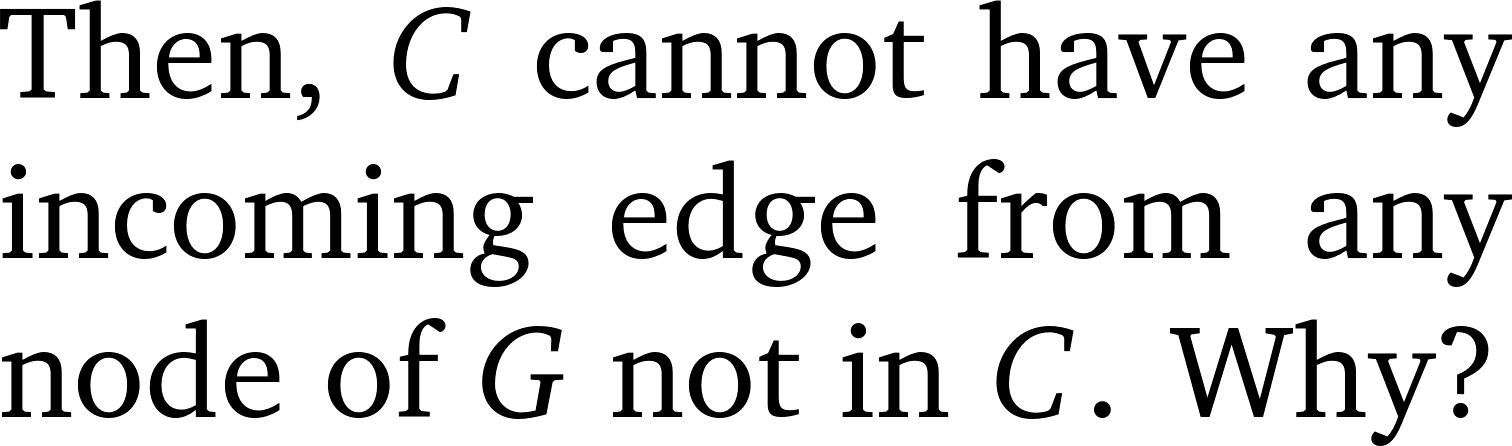 Then, C cannot have any
incoming edge from any
node of G not in C. Why?